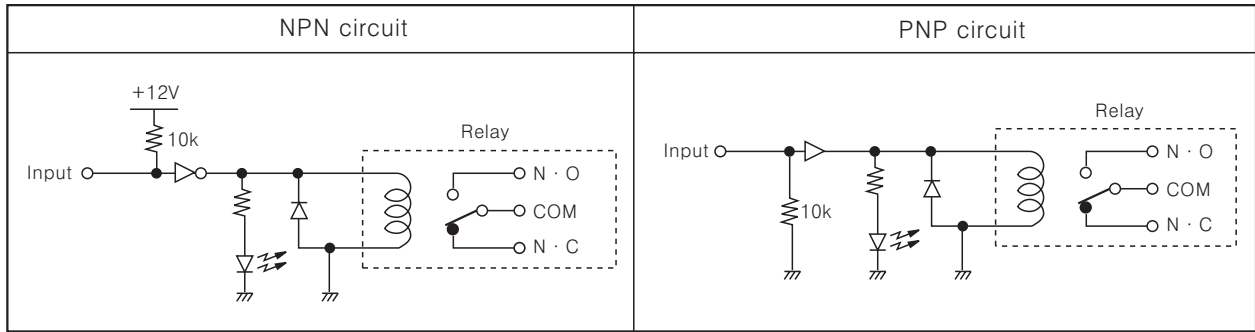 NPN circuit
PNP circuit
+12V
10k
Input
Relay
N · O
COM
N · C
Input
10k
Relay
N · O
COM
N · C